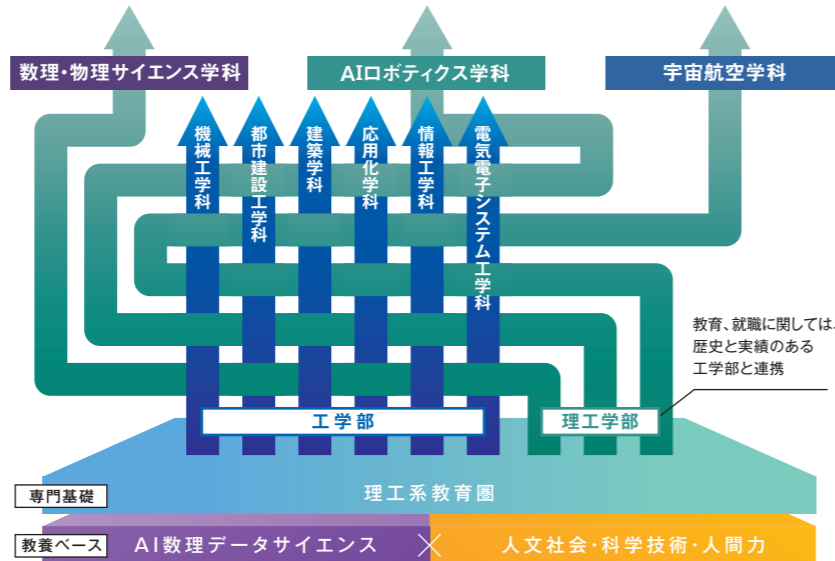 数理・物理サイエンス学科
AIロボティクス学科
宇宙航空学科
機械工学科
都市建設工学科
建築学科
応用化学科
情報工学科
電気電子システム工学科
教育、就職に関しては、
歴史と実績のある
工学部と連携
工学部
理工学部
専門基礎
理工系教育圏
教養ベース
AI数理データサイエンス
人文社会・科学技術・人間力